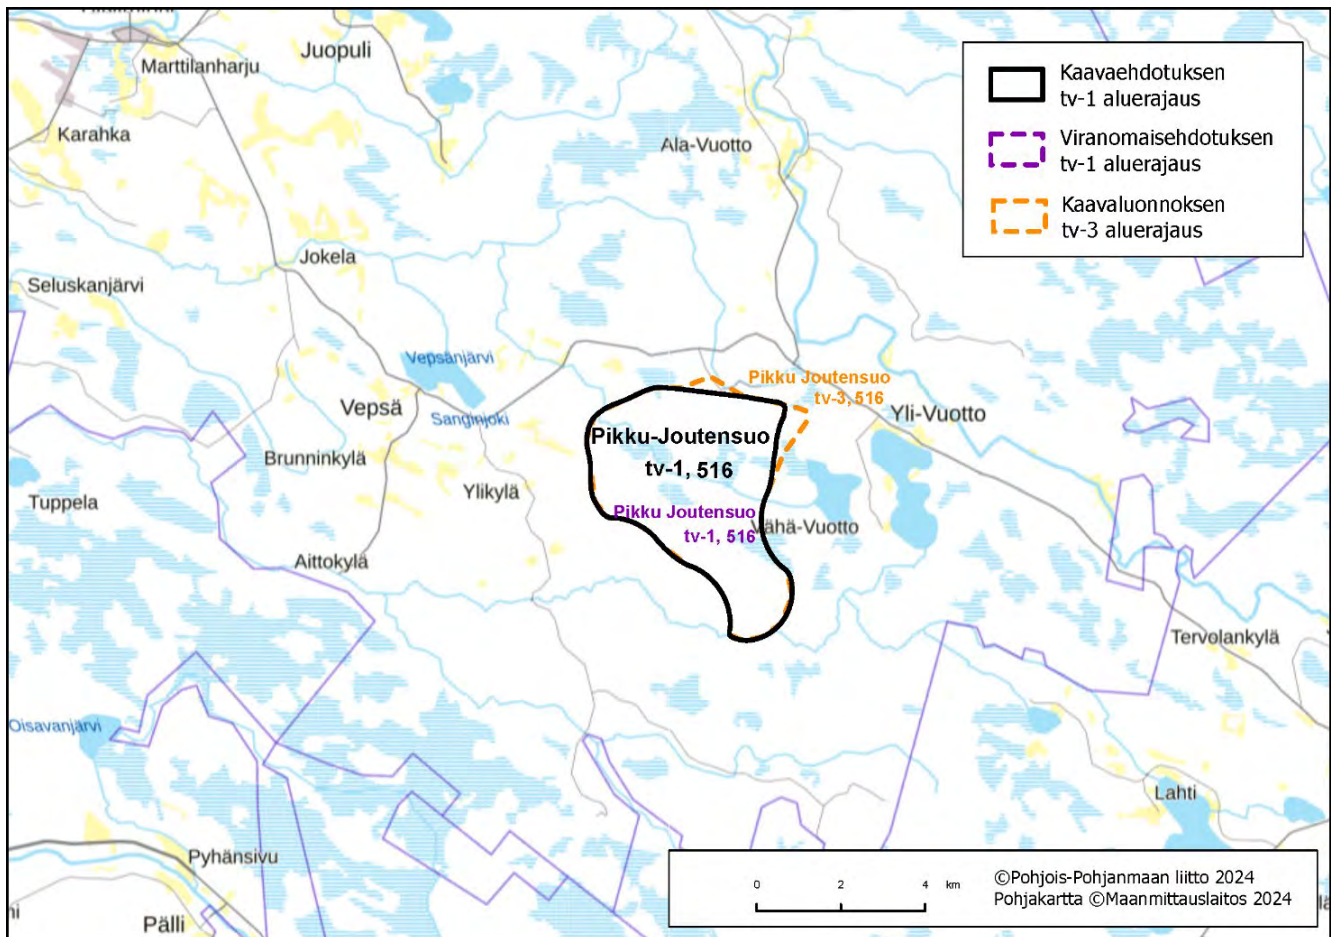 Marttilanharju
Juopuli
Karahka
Ala-Vuotto
Kaavaehdotuksen
tv-1 aluerajaus
Viranomaisehdotuksen
tv-1 aluerajaus
Kaavaluonnoksen
tv-3 aluerajaus
Jokela
Seluskanjärvi
Vepsänjärvi
Vepsä
Sanginjoki
Pikku Joutensuo
tv-3, 516
Yli-Vuotto
Pikku-Joutensuo
tv-1, 516
Brunninkylä
Ylikylä
Tuppela
Pikku Joutensuo
tv-1, 516
Vähä-Vuotto
Aittokylä
Tervolankylä
Oisavanjärvi
Lahti
Pyhänsivu
Pälli
0 2 4 km
©Pohjois-Pohjanmaan liitto 2024
Pohjakartta ©Maanmittauslaitos 2024